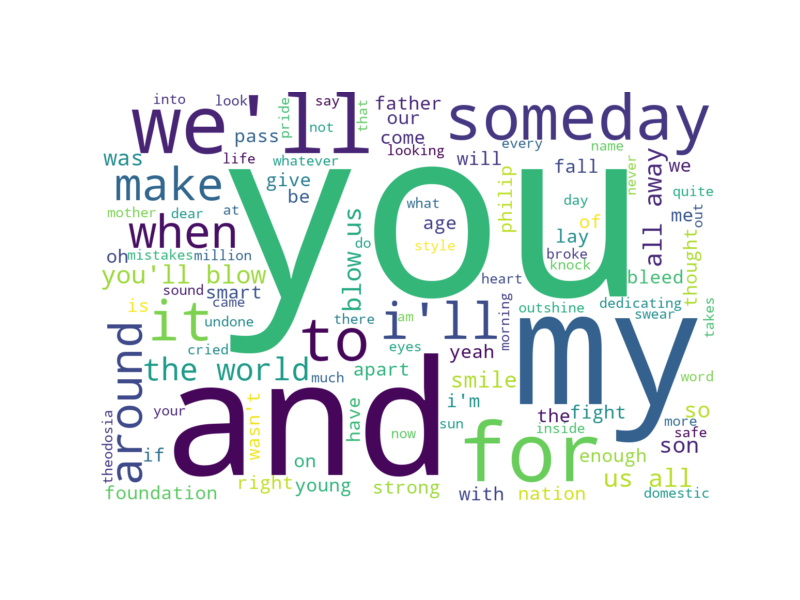 into look say father someday
we'll pass pride not that our come looking every name
was life whatever you will fall all away we never
make give be what philip day quite
mother dear at age style of me out
when us do lay thought
oh mistakes million blow broke knock
you'll blow sound smart heart bleed
is it came i'll am outshine dedicating swear takes
around undone there to my morning
cried eyes yeah
the world much apart smile word
theodosia your and wasn't have now i'm sun for the fight so more safe
if on inside enough son
right young strong us all
foundation with nation domestic